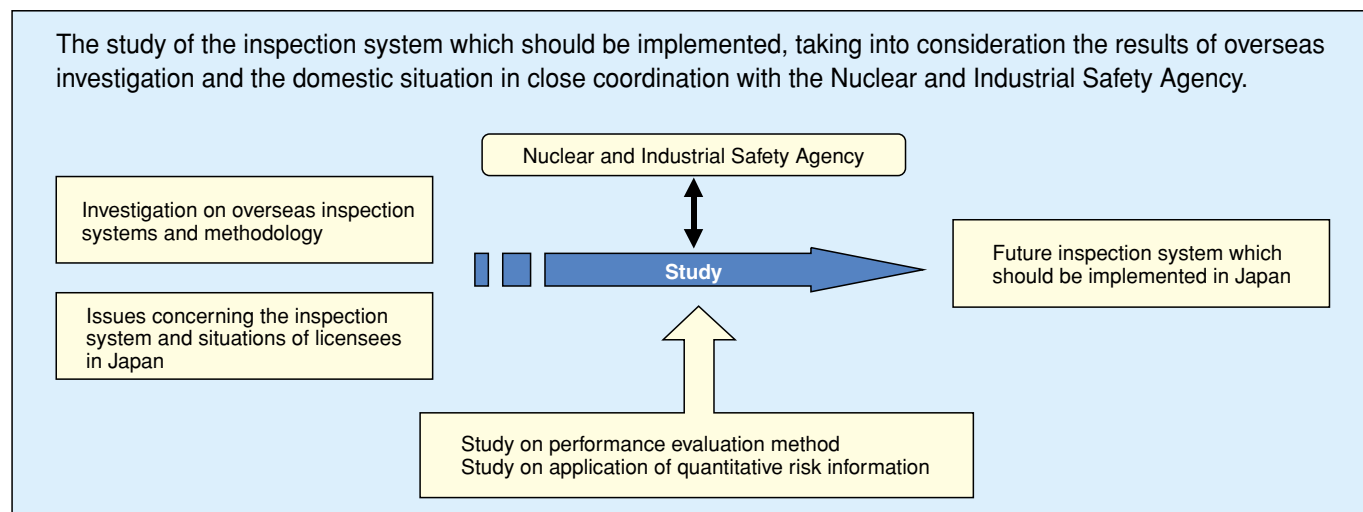 The study of the inspection system which should be implemented, taking into consideration the results of overseas
investigation and the domestic situation in close coordination with the Nuclear and Industrial Safety Agency.
Nuclear and Industrial Safety Agency
Investigation on overseas inspection
systems and methodology
Issues concerning the inspection
system and situations of licensees
in Japan
Study
Future inspection system which
should be implemented in Japan
Study on performance evaluation method
Study on application of quantitative risk information